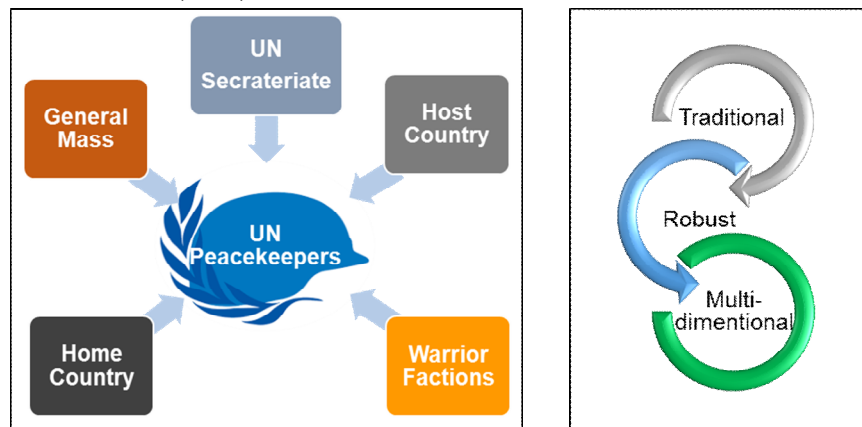 UN
Secrateriate
General
Mass
Host
Country
UN
Peacekeepers
Home
Country
Warrior
Factions
Traditional
Robust
Multi-
dimentional